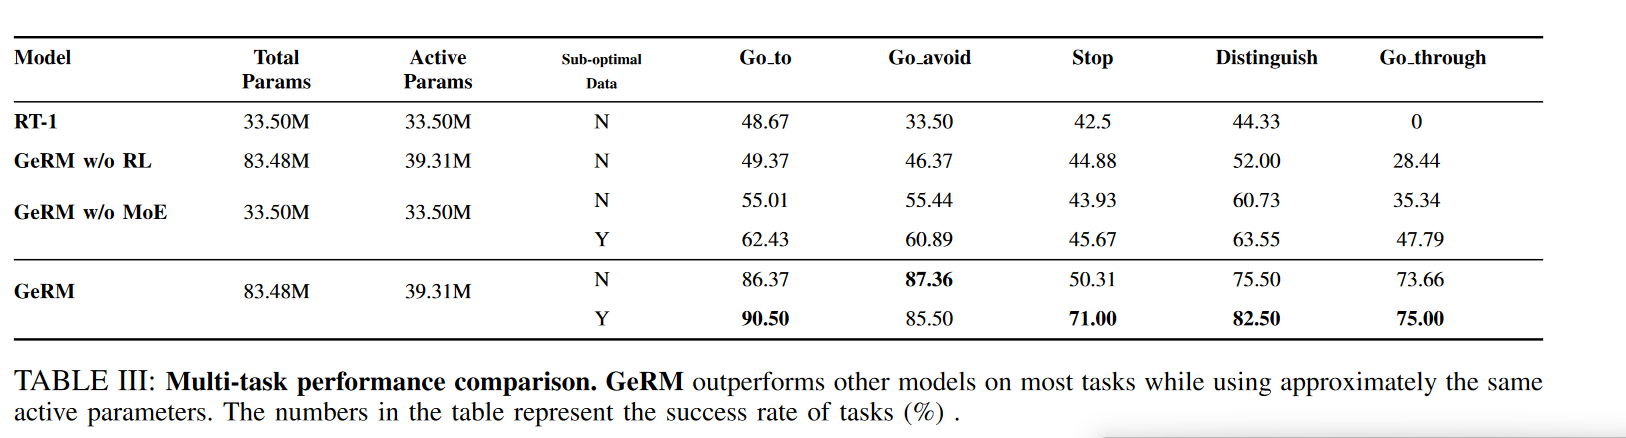 Model Total Params Active Params Sub-optimal Data Go_to Go_avoid Stop Distinguish Go_through
RT-1 33.50M 33.50M N 48.67 33.50 42.5 44.33 0
GeRM w/o RL 83.48M 39.31M N 49.37 46.37 44.88 52.00 28.44
GeRM w/o MoE 33.50M 33.50M N 55.01 55.44 43.93 60.73 35.34
Y 62.43 60.89 45.67 63.55 47.79
GeRM 83.48M 39.31M N 86.37 87.36 50.31 75.50 73.66
Y 90.50 85.50 71.00 82.50 75.00
TABLE III: Multi-task performance comparison. GeRM outperforms other models on most tasks while using approximately the same
active parameters. The numbers in the table represent the success rate of tasks (%) .